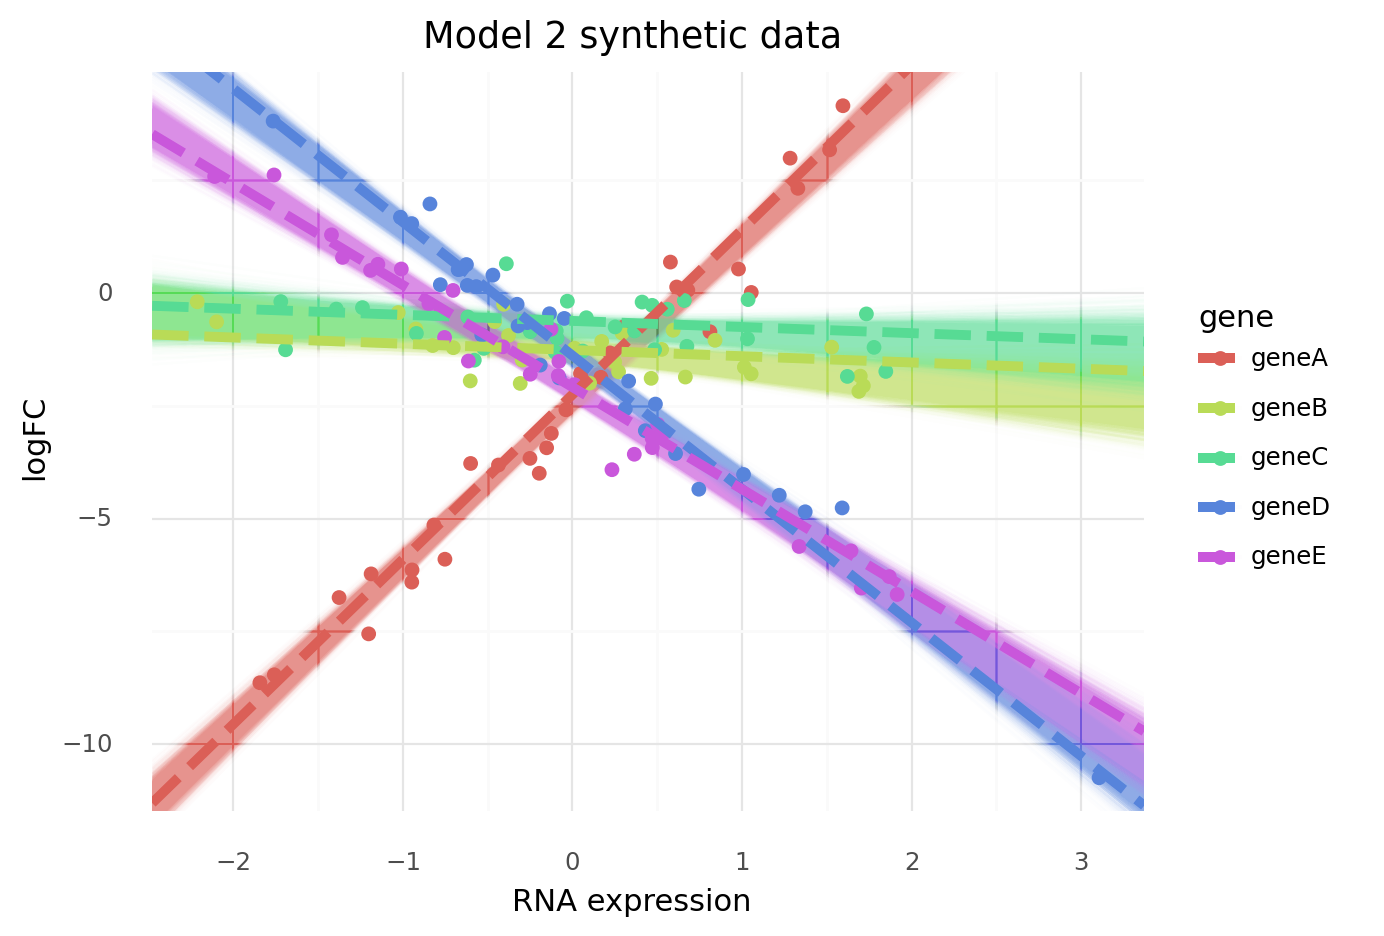 Model 2 synthetic data
logFC
0
−5
−10
−2
−1
0
1
2
3
RNA expression
gene
geneA
geneB
geneC
geneD
geneE